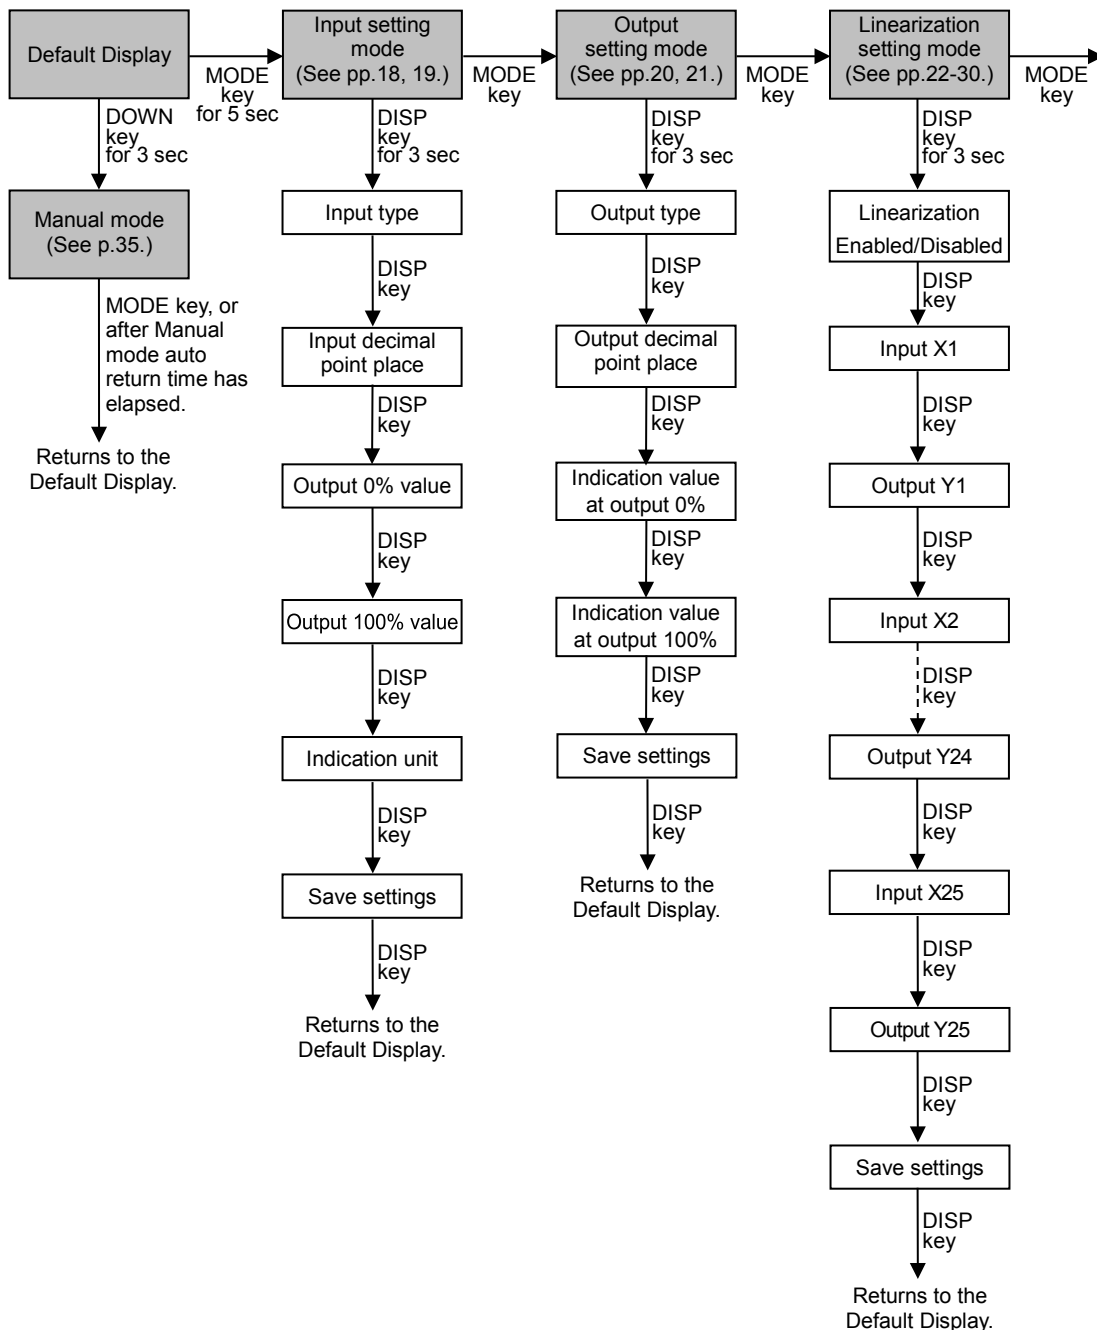 Default Display
MODE
key
for 5 sec
DOWN
key
for 3 sec
Manual mode
(See p.35.)
MODE key, or
after Manual
mode auto
return time has
elapsed.
Returns to the
Default Display.
Input setting
mode
(See pp.18, 19.)
MODE
key
DISP
key
for 3 sec
Input type
DISP
key
Input decimal
point place
DISP
key
Output 0% value
DISP
key
Output 100% value
DISP
key
Indication unit
DISP
key
Save settings
DISP
key
Returns to the
Default Display.
Output
setting mode
(See pp.20, 21.)
MODE
key
DISP
key
for 3 sec
Output type
DISP
key
Output decimal
point place
DISP
key
Indication value
at output 0%
DISP
key
Indication value
at output 100%
DISP
key
Save settings
DISP
key
Returns to the
Default Display.
Linearization
setting mode
(See pp.22-30.)
MODE
key
DISP
key
for 3 sec
Linearization
Enabled/Disabled
DISP
key
Input X1
DISP
key
Output Y1
DISP
key
Input X2
DISP
key
Output Y24
DISP
key
Input X25
DISP
key
Output Y25
DISP
key
Save settings
DISP
key
Returns to the
Default Display.